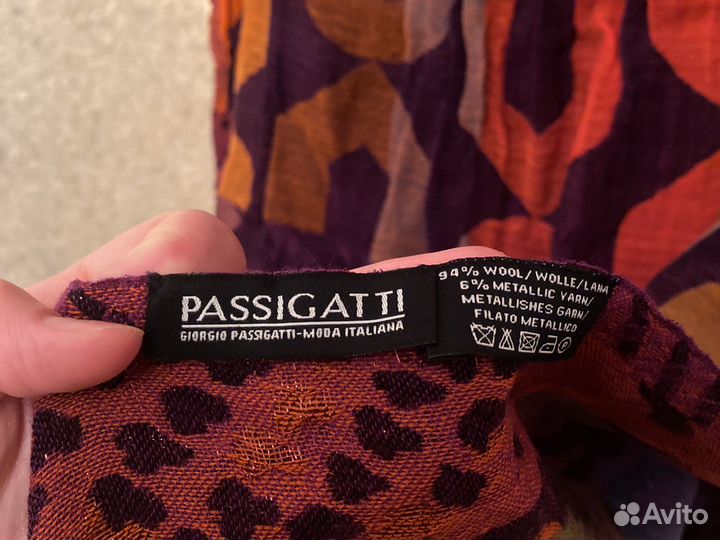 PASSIGATTI
GIORGIO PASSIGATTI-MODA ITALIANA
94% WOOL/WOLLE/LANA
6% METALLIC YARN/
METALLISHES GARN/
FILATO METALLICO
Avito